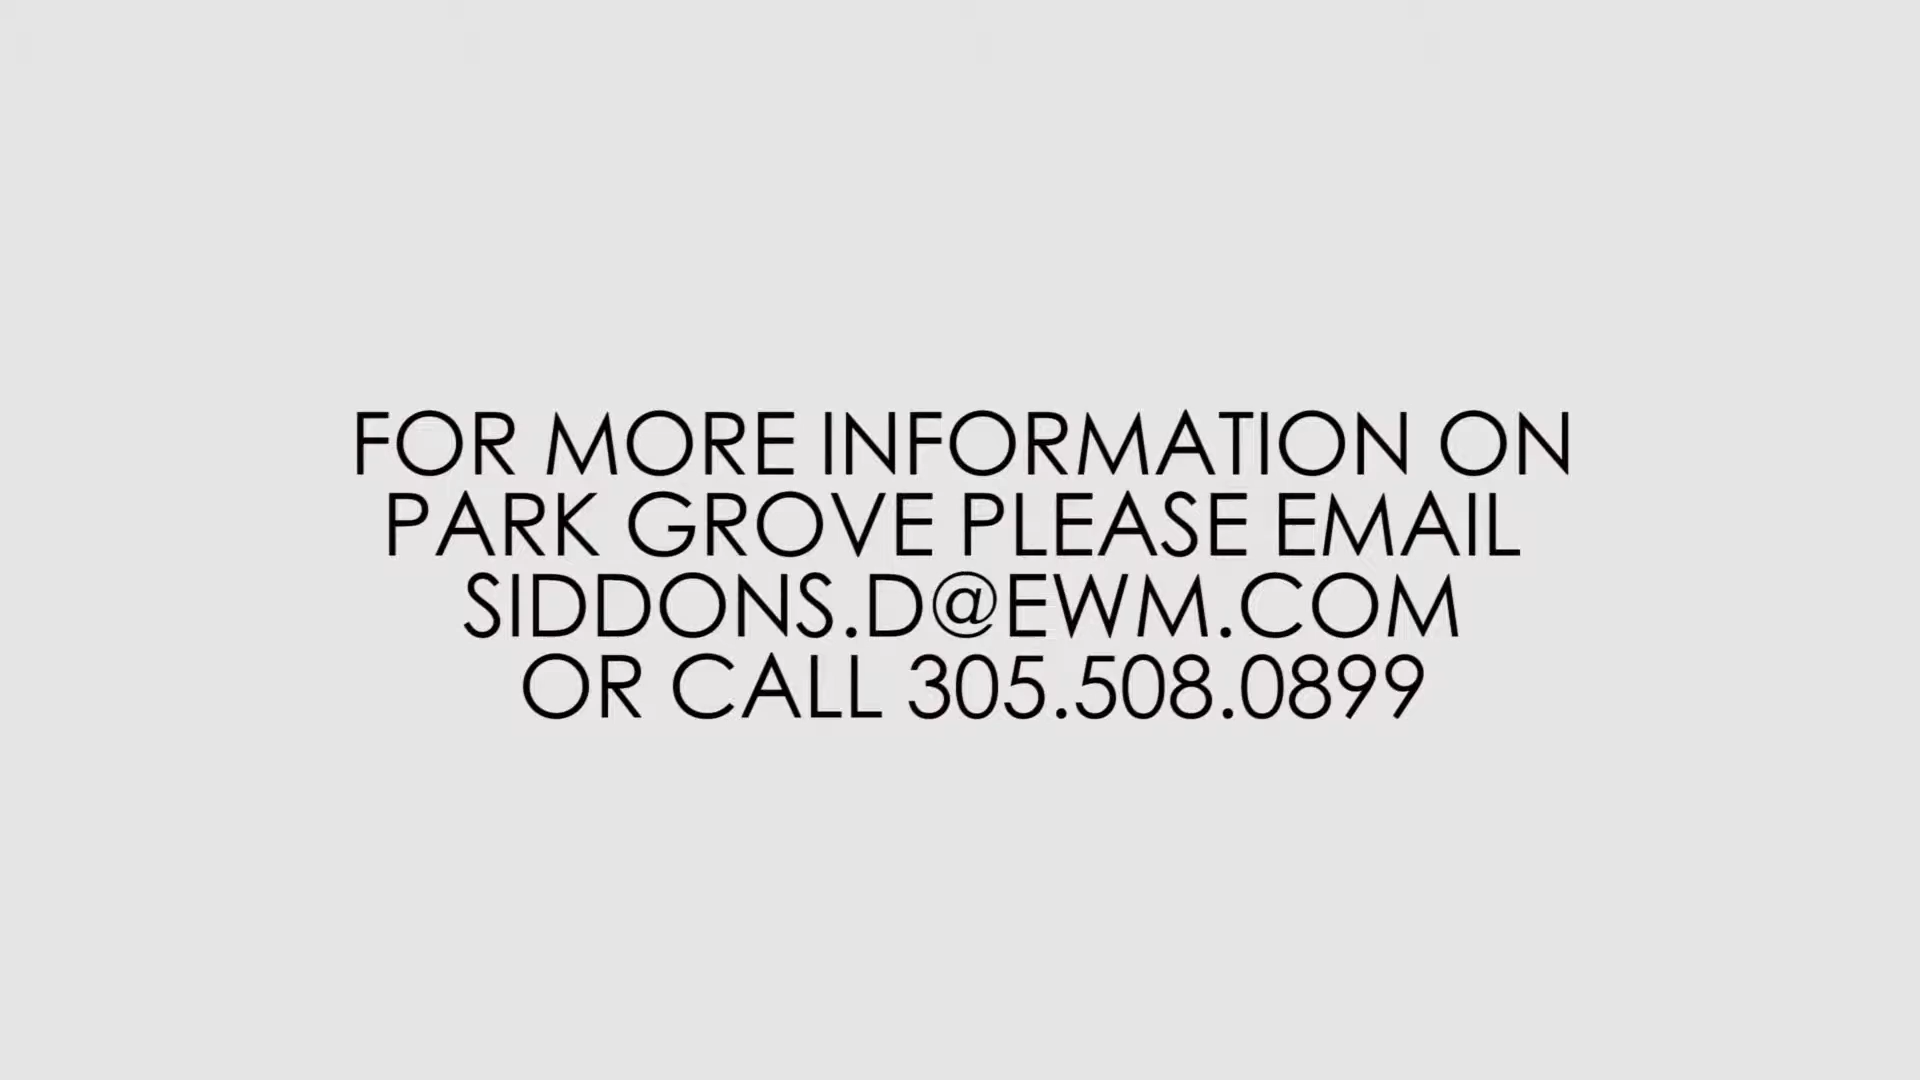 FOR MORE INFORMATION ON
PARK GROVE PLEASE EMAIL
SIDDONS.D@EWM.COM
OR CALL 305.508.0899